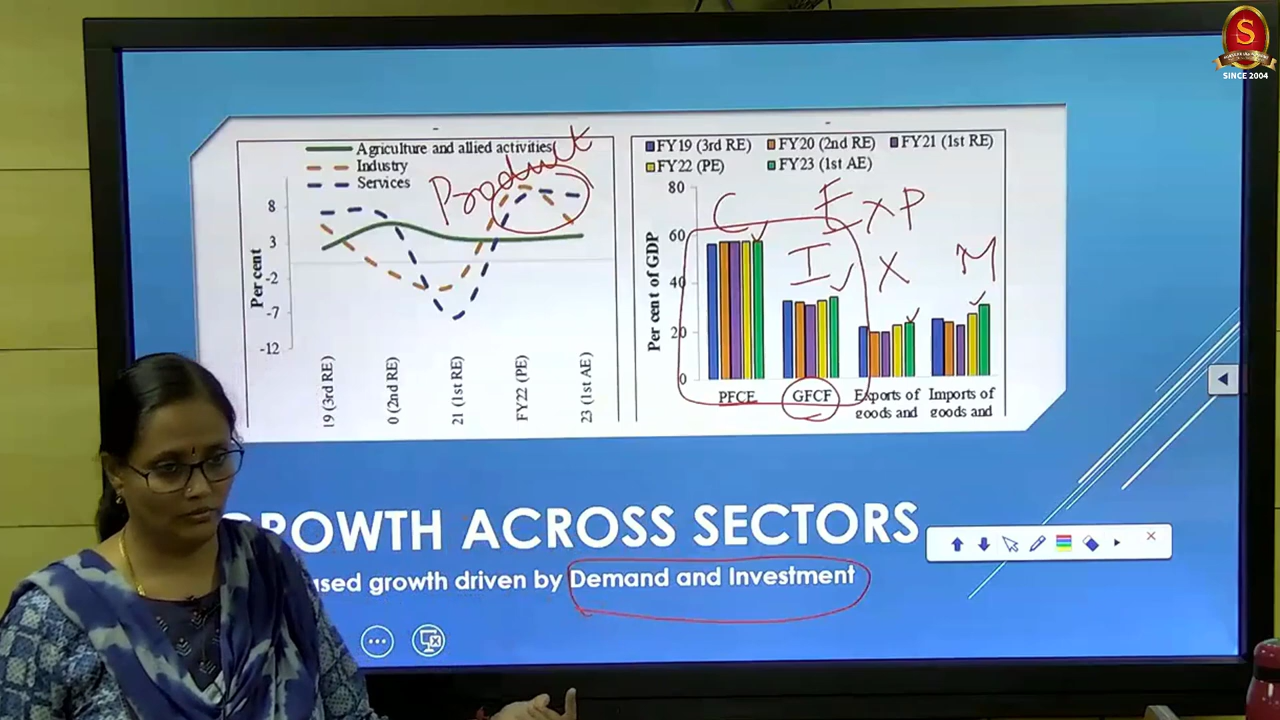 S
SINCE 2004
Agriculture and allied activities
Industry
Services
Product
8
3
-2
-7
-12
Per cent
19 (3rd RE)
0 (2nd RE)
21 (1st RE)
FY22 (PE)
23 (1st AE)
FY19 (3rd RE) FY20 (2nd RE) FY21 (1st RE)
FY22 (PE) FY23 (1st AE)
80
60
40
20
0
Per cent of GDP
C EXP
I X M
PFCE GFCF Exports of Imports of
goods and goods and
GROWTH ACROSS SECTORS
ased growth driven by Demand and Investment